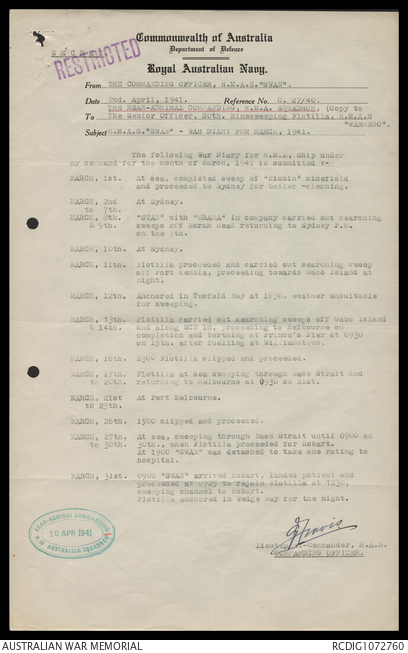 Commonwealth of Australia
Department of Defence
SECRET
RESTRICTED
Royal Australian Navy.
From THE COMMANDING OFFICER, H.M.A.S."SWAN".
Date 2nd. April, 1941. Reference No. C. 27/40.
THE REAR-ADMIRAL COMMANDING, H.M.A. SQUADRON. (Copy to
To The Senior Officer, 20th. Minesweeping Flotilla, H.M.A.S
"WARREGO".
Subject H.M.A.S."SWAN" - WAR DIARY FOR MARCH, 1941.
The following War Diary for H.M.A. Ship under
my command for the month of March, 1941 is submitted :-
MARCH, 1st. At sea, completed sweep of "Nimbin" Minefield
and proceeded to Sydney for boiler -cleaning.
MARCH, 2nd At Sydney.
to 7th.
MARCH, 8th. "SWAN" with "ORARA" in company carried out searching
& 9th. sweeps off Norah Head returning to Sydney P.M.
on the 9th.
MARCH, 10th. At Sydney.
MARCH, 11th. Flotilla proceeded and carried out searching sweep
off Port Kembla, proceeding towards Gabo Island at
night.
MARCH, 12th. Anchored in Twofold Bay at 1630, weather unsuitable
for sweeping.
MARCH, 13th. Flotilla carried out searching sweeps off Gabo Island
& 14th. and along SCF 18, proceeding to Melbourne on
completion and berthing at Prince's Pier at 0930
on 15th. after fuelling at Williamstown.
MARCH, 18th. 2300 Flotilla slipped and proceeded.
MARCH, 19th. Flotilla at sea sweeping through Bass Strait and
to 20th. returning to Melbourne at 0930 on 21st.
MARCH, 21st At Port Melbourne.
to 25th.
MARCH, 26th. 1500 slipped and proceeded.
MARCH, 27th. At sea, sweeping through Bass Strait until 0900 on
to 30th. 30th., when Flotilla proceeded for Hobart.
At 1900 "SWAN" was detached to take one rating to
hospital.
MARCH, 31st. 0900 "SWAN" arrived Hobart, landed patient and
proceeded at 0945 to rejoin Flotilla at 1230,
sweeping channel to Hobart.
Flotilla anchored in Wedge Bay for the night.
REAR-ADMIRAL COMMANDING
10 APR 1941
H.M. AUSTRALIAN SQUADRON
Lieutenant-Commander, R.A.N.
COMMANDING OFFICER.
AUSTRALIAN WAR MEMORIAL
RCDIG1072760